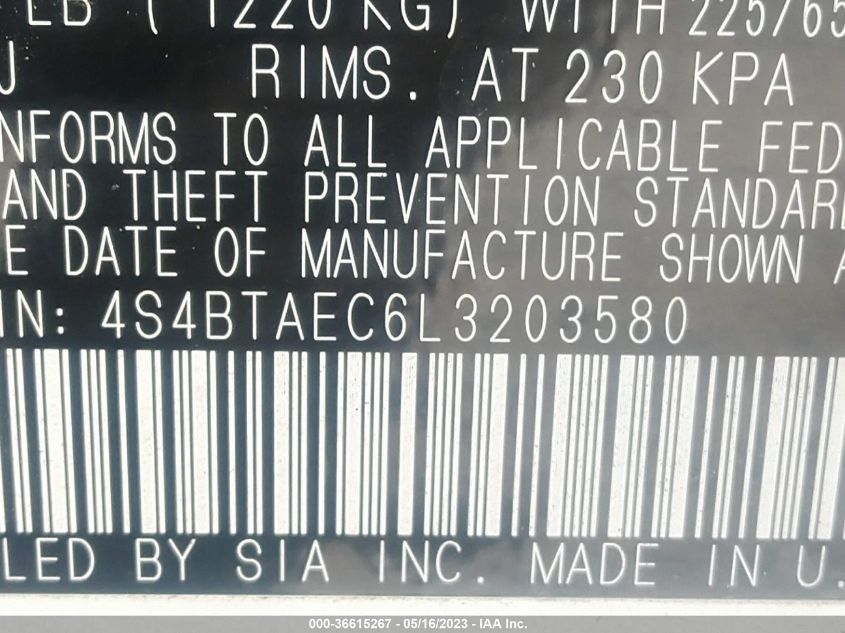 LB ( 1220 KG) WITH 225/65
J RIMS. AT 230 KPA
NFORMS TO ALL APPLICABLE FED
AND THEFT PREVENTION STANDAR
E DATE OF MANUFACTURE SHOWN A
IN: 4S4BTAEC6L3203580
LED BY SIA INC. MADE IN U.
000-36615267 - 05/16/2023 - IAA Inc.